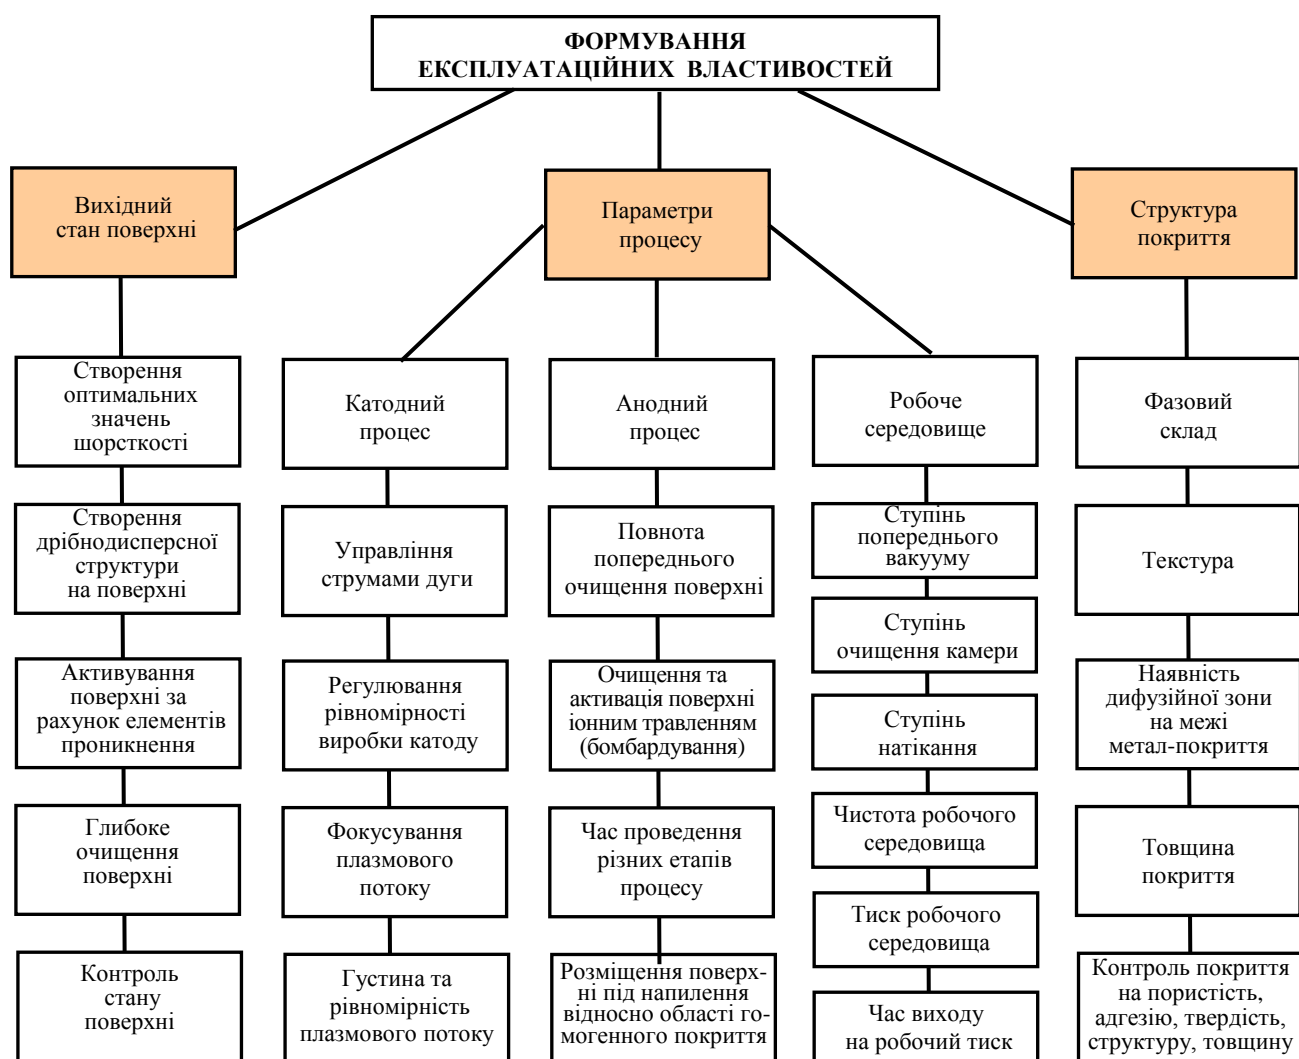 ФОРМУВАННЯ
ЕКСПЛУАТАЦІЙНИХ ВЛАСТИВОСТЕЙ
Вихідний
стан поверхні
Параметри
процесу
Структура
покриття
Створення
оптимальних
значень
шорсткості
Створення
дрібнодисперсної
структури
на поверхні
Активування
поверхні за
рахунок елементів
проникнення
Глибоке
очищення
поверхні
Контроль
стану
поверхні
Катодний
процес
Управління
струмами дуги
Регулювання
рівномірності
виробки катоду
Фокусування
плазмового
потоку
Густина та
рівномірність
плазмового потоку
Анодний
процес
Повнота
попереднього
очищення поверхні
Очищення та
активація поверхні
іонним травленням
(бомбардування)
Час проведення
різних етапів
процесу
Розміщення поверх-
ні під напилення
відносно області го-
могенного покриття
Робоче
середовище
Ступінь
попереднього
вакууму
Ступінь
очищення камери
Ступінь
натікання
Чистота робочого
середовища
Тиск робочого
середовища
Час виходу
на робочий тиск
Фазовий
склад
Текстура
Наявність
дифузійної зони
на межі
метал-покриття
Товщина
покриття
Контроль покриття
на пористість,
адгезію, твердість,
структуру, товщину